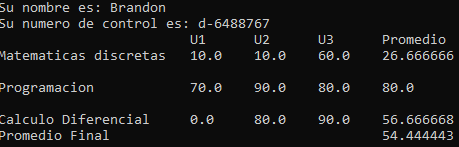 Su nombre es: Brandon
Su numero de control es: d-6488767
U1 U2 U3 Promedio
Matematicas discretas 10.0 10.0 60.0 26.666666
Programacion 70.0 90.0 80.0 80.0
Calculo Diferencial 0.0 80.0 90.0 56.666668
Promedio Final 54.444443